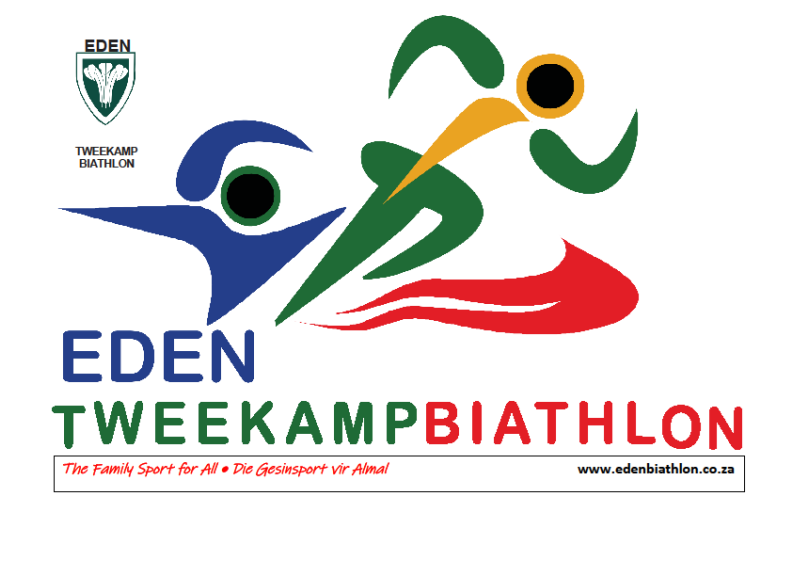 EDEN
TWEEKAMP
BIATHLON
EDEN
TWEEKAMPBIATHLON
The Family Sport for All • Die Gesinsport vir Almal
www.edenbiathlon.co.za